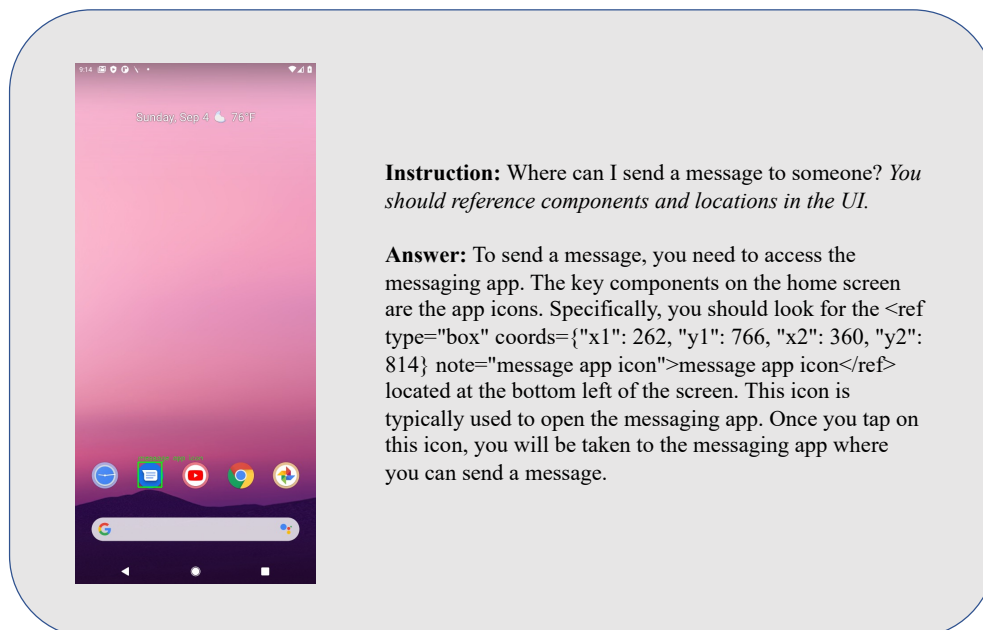 9:14
Sunday, Sep 4 76°F
message app icon
Instruction: Where can I send a message to someone? You
should reference components and locations in the UI.
Answer: To send a message, you need to access the
messaging app. The key components on the home screen
are the app icons. Specifically, you should look for the <ref
type="box" coords={"x1": 262, "y1": 766, "x2": 360, "y2":
814} note="message app icon">message app icon</ref>
located at the bottom left of the screen. This icon is
typically used to open the messaging app. Once you tap on
this icon, you will be taken to the messaging app where
you can send a message.